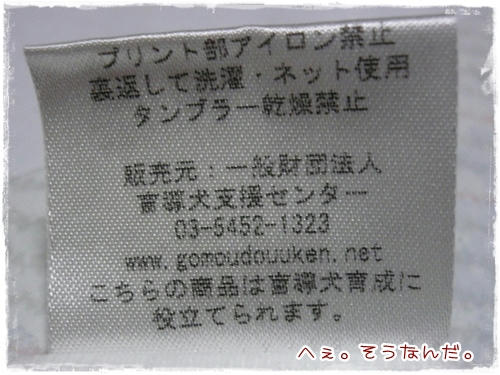 プリント部アイロン禁止
裏返して洗濯・ネット使用
タンブラー乾燥禁止
販売元：一般財団法人
盲導犬支援センター
03-5452-1323
www.gomoudouuken.net
こちらの商品は盲導犬育成に
役立てられます。
へぇ。そうなんだ。